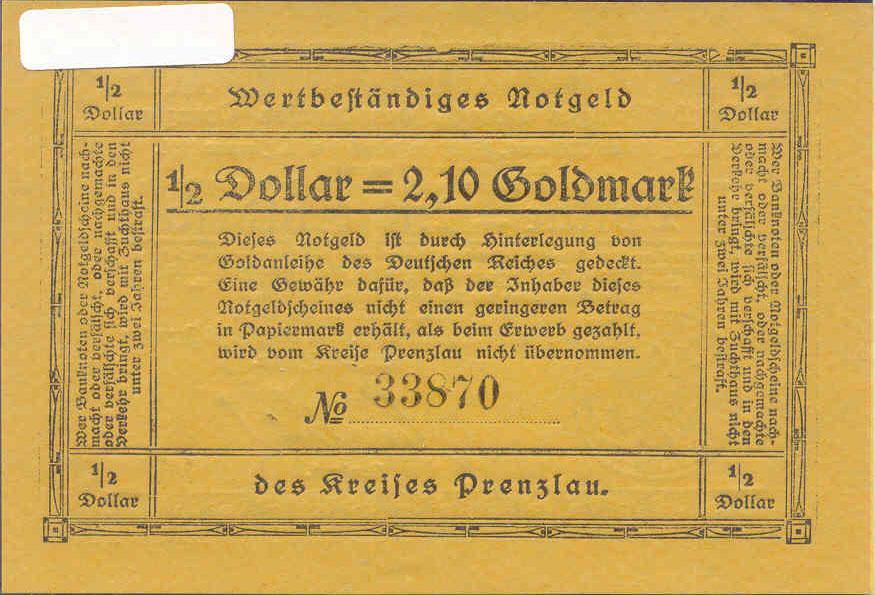 1/2 Dollar
Wertbeständiges Notgeld
1/2 Dollar
Wer Banknoten oder Notgeldscheine nach-
macht oder verfälscht, oder nachgemachte
oder verfälschte sich verschafft und in den
Verkehr bringt, wird mit Zuchthaus nicht
unter zwei Jahren bestraft.
1/2 Dollar = 2,10 Goldmark
Dieses Notgeld ist durch Hinterlegung von
Goldanleihe des Deutschen Reiches gedeckt.
Eine Gewähr dafür, daß der Inhaber dieses
Notgeldscheines nicht einen geringeren Betrag
in Papiermark erhält, als beim Erwerb gezahlt,
wird vom Kreise Prenzlau nicht übernommen.
No 33870
Wer Banknoten oder Notgeldscheine nach-
macht oder verfälscht, oder nachgemachte
oder verfälschte sich verschafft und in den
Verkehr bringt, wird mit Zuchthaus nicht
unter zwei Jahren bestraft.
1/2 Dollar
des Kreises Prenzlau.
1/2 Dollar